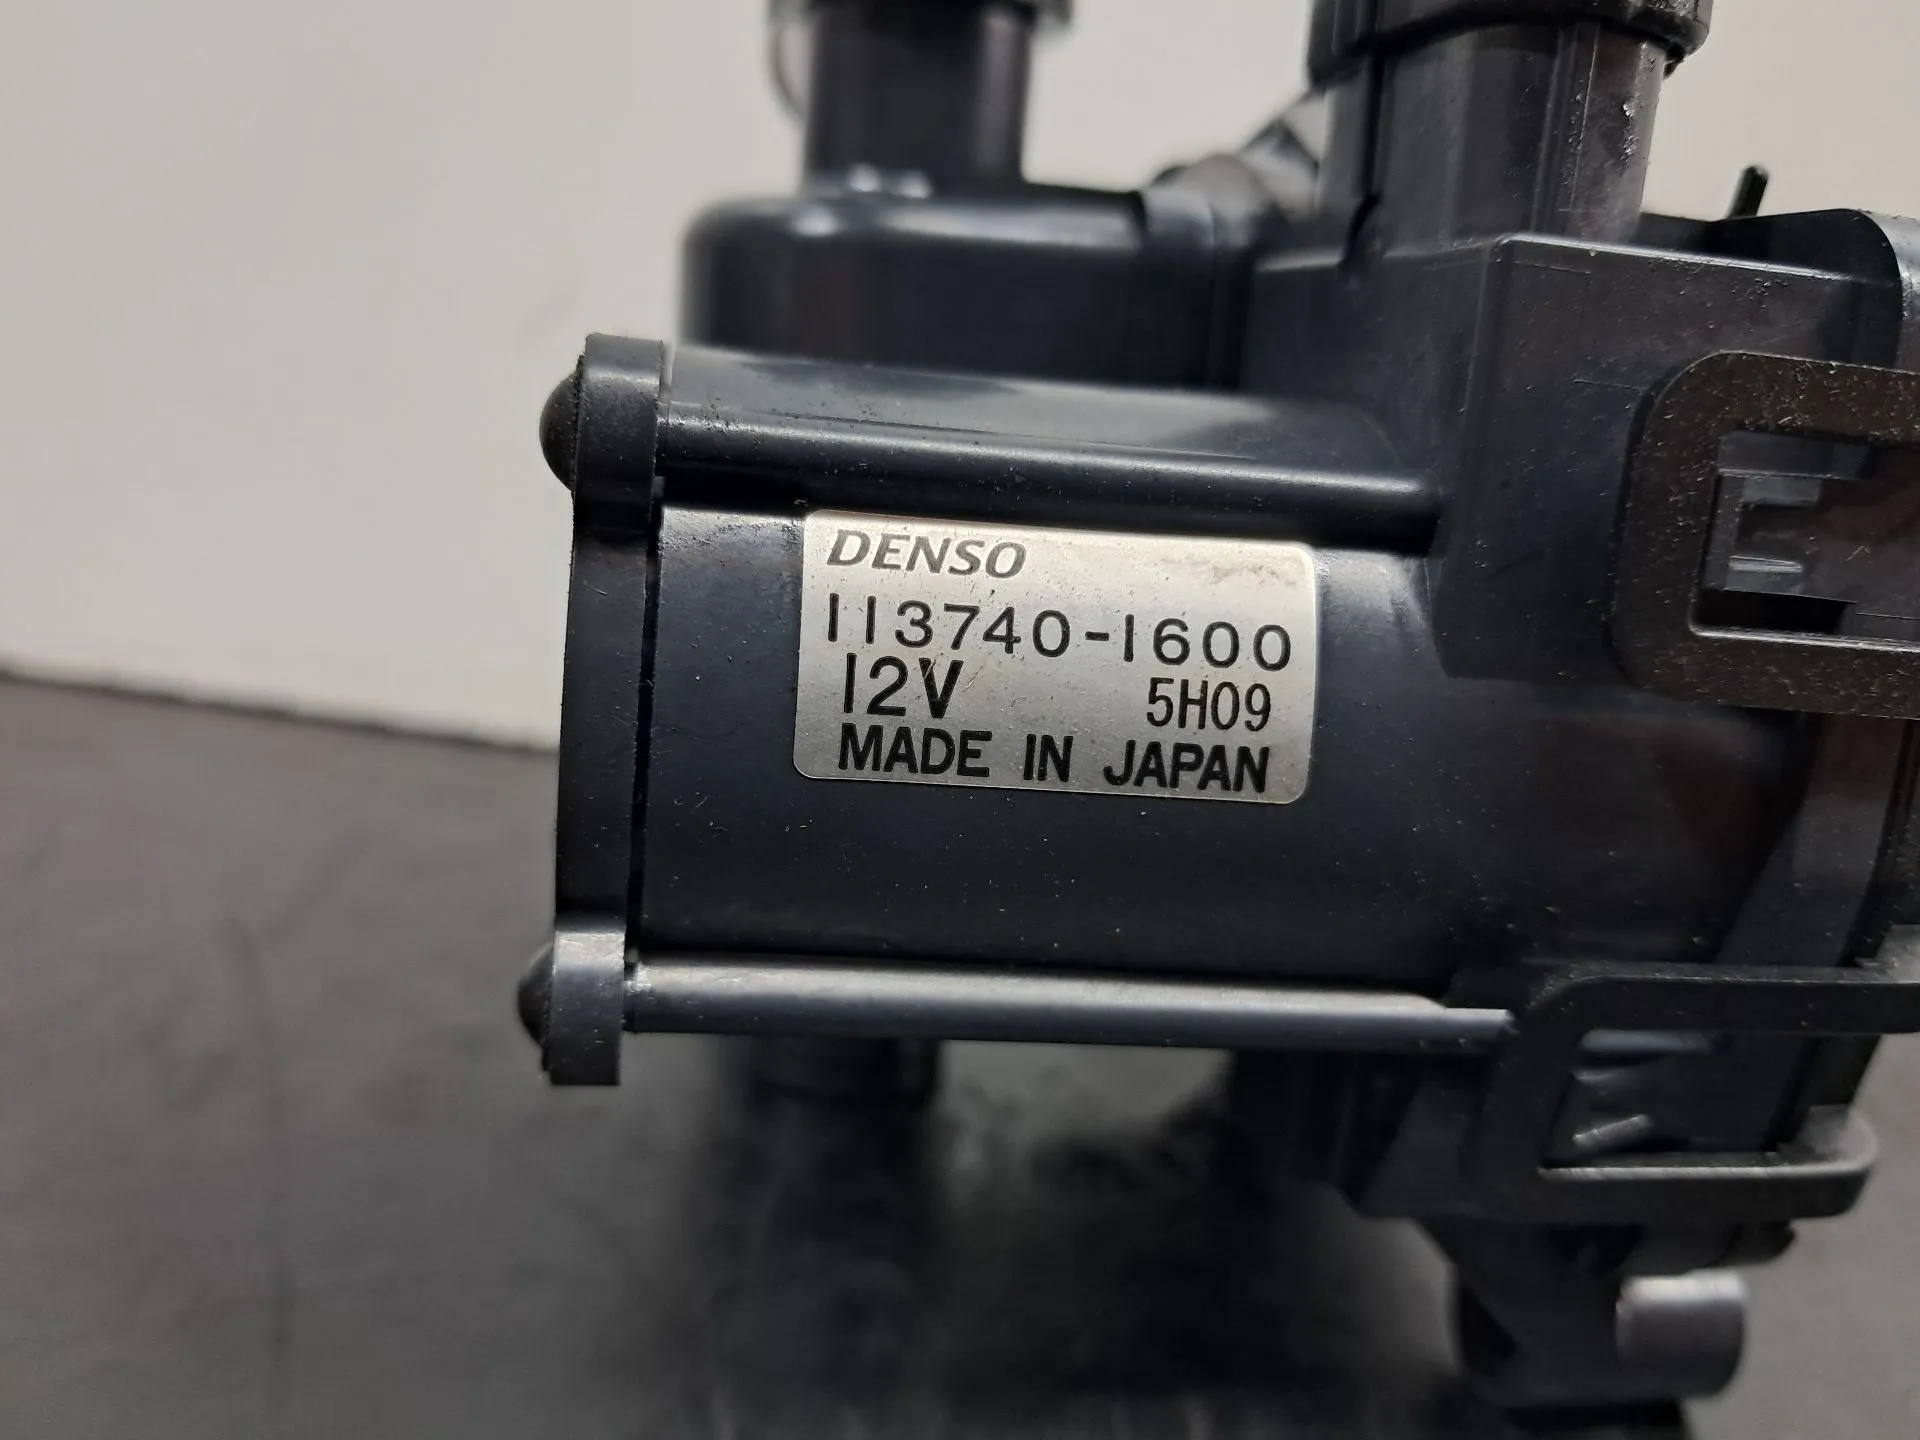 DENSO
113740-1600
12V 5H09
MADE IN JAPAN